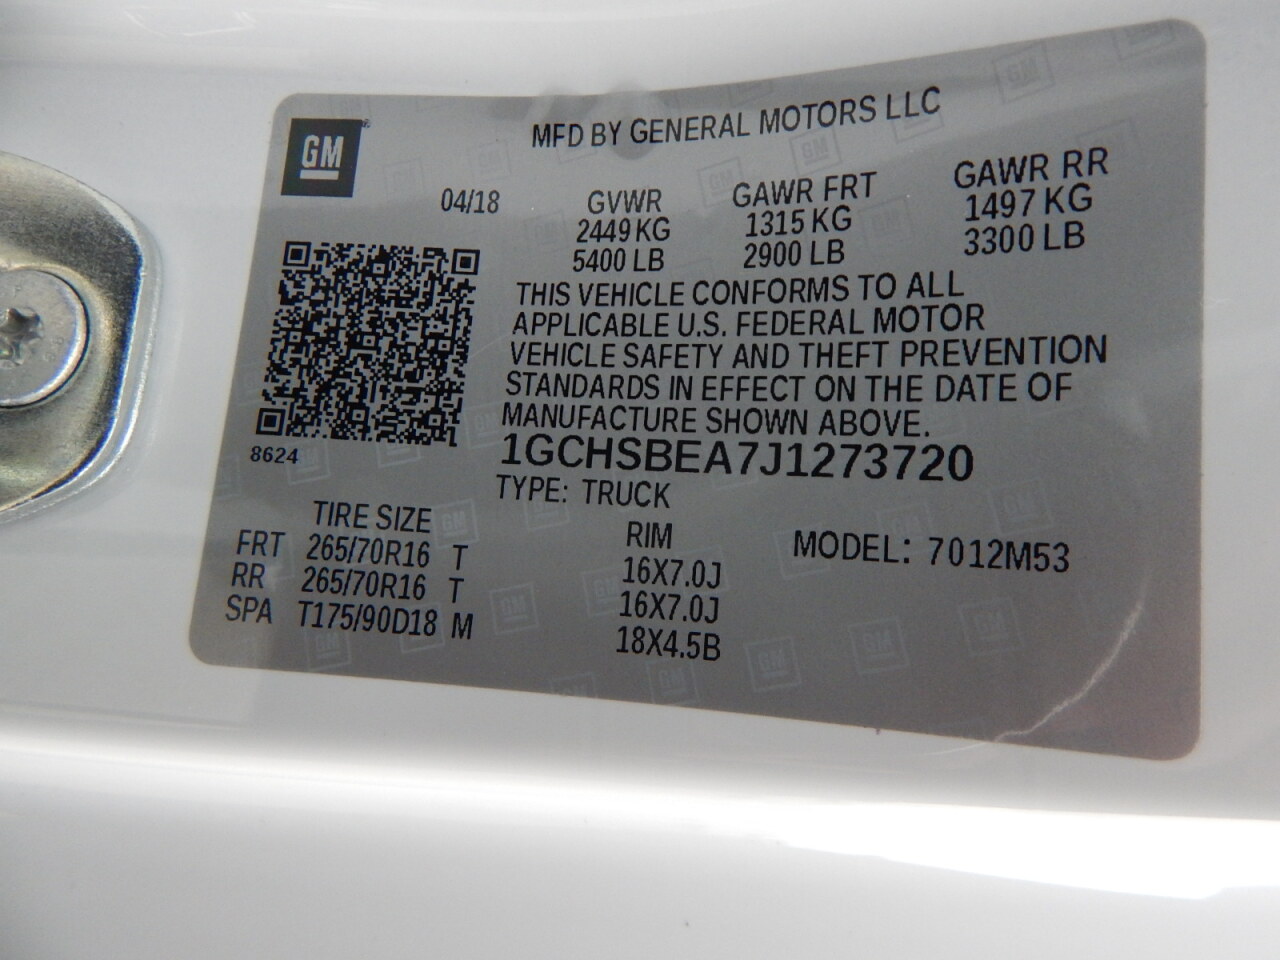 GM
MFD BY GENERAL MOTORS LLC
04/18 GVWR GAWR FRT GAWR RR
2449 KG 1315 KG 1497 KG
5400 LB 2900 LB 3300 LB
THIS VEHICLE CONFORMS TO ALL
APPLICABLE U.S. FEDERAL MOTOR
VEHICLE SAFETY AND THEFT PREVENTION
STANDARDS IN EFFECT ON THE DATE OF
MANUFACTURE SHOWN ABOVE.
8624
1GCHSBEA7J1273720
TYPE: TRUCK
TIRE SIZE RIM MODEL: 7012M53
FRT 265/70R16 T 16X7.0J
RR 265/70R16 T 16X7.0J
SPA T175/90D18 M 18X4.5B